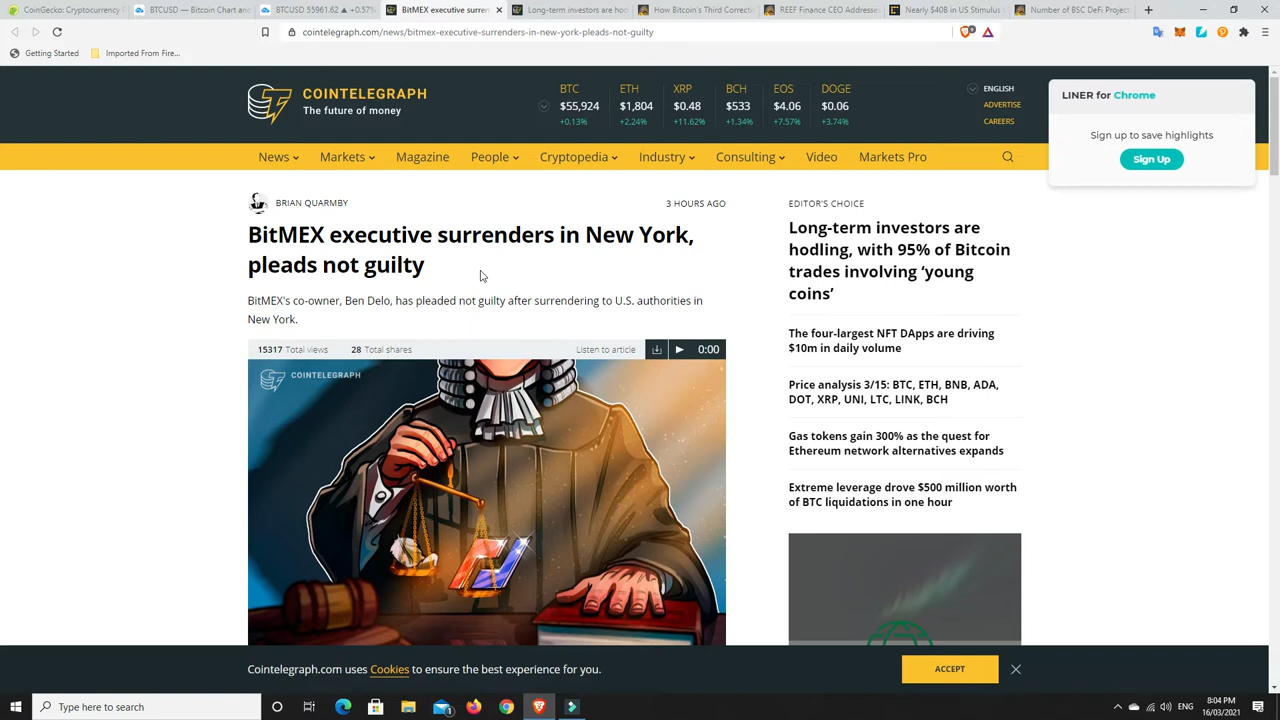 CoinGecko: Cryptocurrency P
BTCUSD — Bitcoin Chart and
BTCUSD 55961.62 ▲ +0.57%
BitMEX executive surren
Long-term investors are hod
How Bitcoin's Third Correcti
REEF Finance CEO Addresses
Nearly $40B in US Stimulus
Number of BSC DeFi Project
cointelegraph.com/news/bitmex-executive-surrenders-in-new-york-pleads-not-guilty
Getting Started
Imported From Fire...
COINTELEGRAPH
The future of money
BTC ETH XRP BCH EOS DOGE
$55,924 $1,804 $0.48 $533 $4.06 $0.06
+0.13% +2.24% +11.62% +1.34% +7.57% +3.74%
ENGLISH
ADVERTISE
CAREERS
LINER for Chrome
Sign up to save highlights
Sign Up
News Markets Magazine People Cryptopedia Industry Consulting Video Markets Pro
BRIAN QUARMBY
3 HOURS AGO
BitMEX executive surrenders in New York,
pleads not guilty
BitMEX's co-owner, Ben Delo, has pleaded not guilty after surrendering to U.S. authorities in
New York.
15317 Total views 28 Total shares Listen to article 0:00
COINTELEGRAPH
EDITOR'S CHOICE
Long-term investors are
hodling, with 95% of Bitcoin
trades involving ‘young
coins’
The four-largest NFT DApps are driving
$10m in daily volume
Price analysis 3/15: BTC, ETH, BNB, ADA,
DOT, XRP, UNI, LTC, LINK, BCH
Gas tokens gain 300% as the quest for
Ethereum network alternatives expands
Extreme leverage drove $500 million worth
of BTC liquidations in one hour
Cointelegraph.com uses Cookies to ensure the best experience for you.
ACCEPT
Type here to search
ENG
8:04 PM
16/03/2021